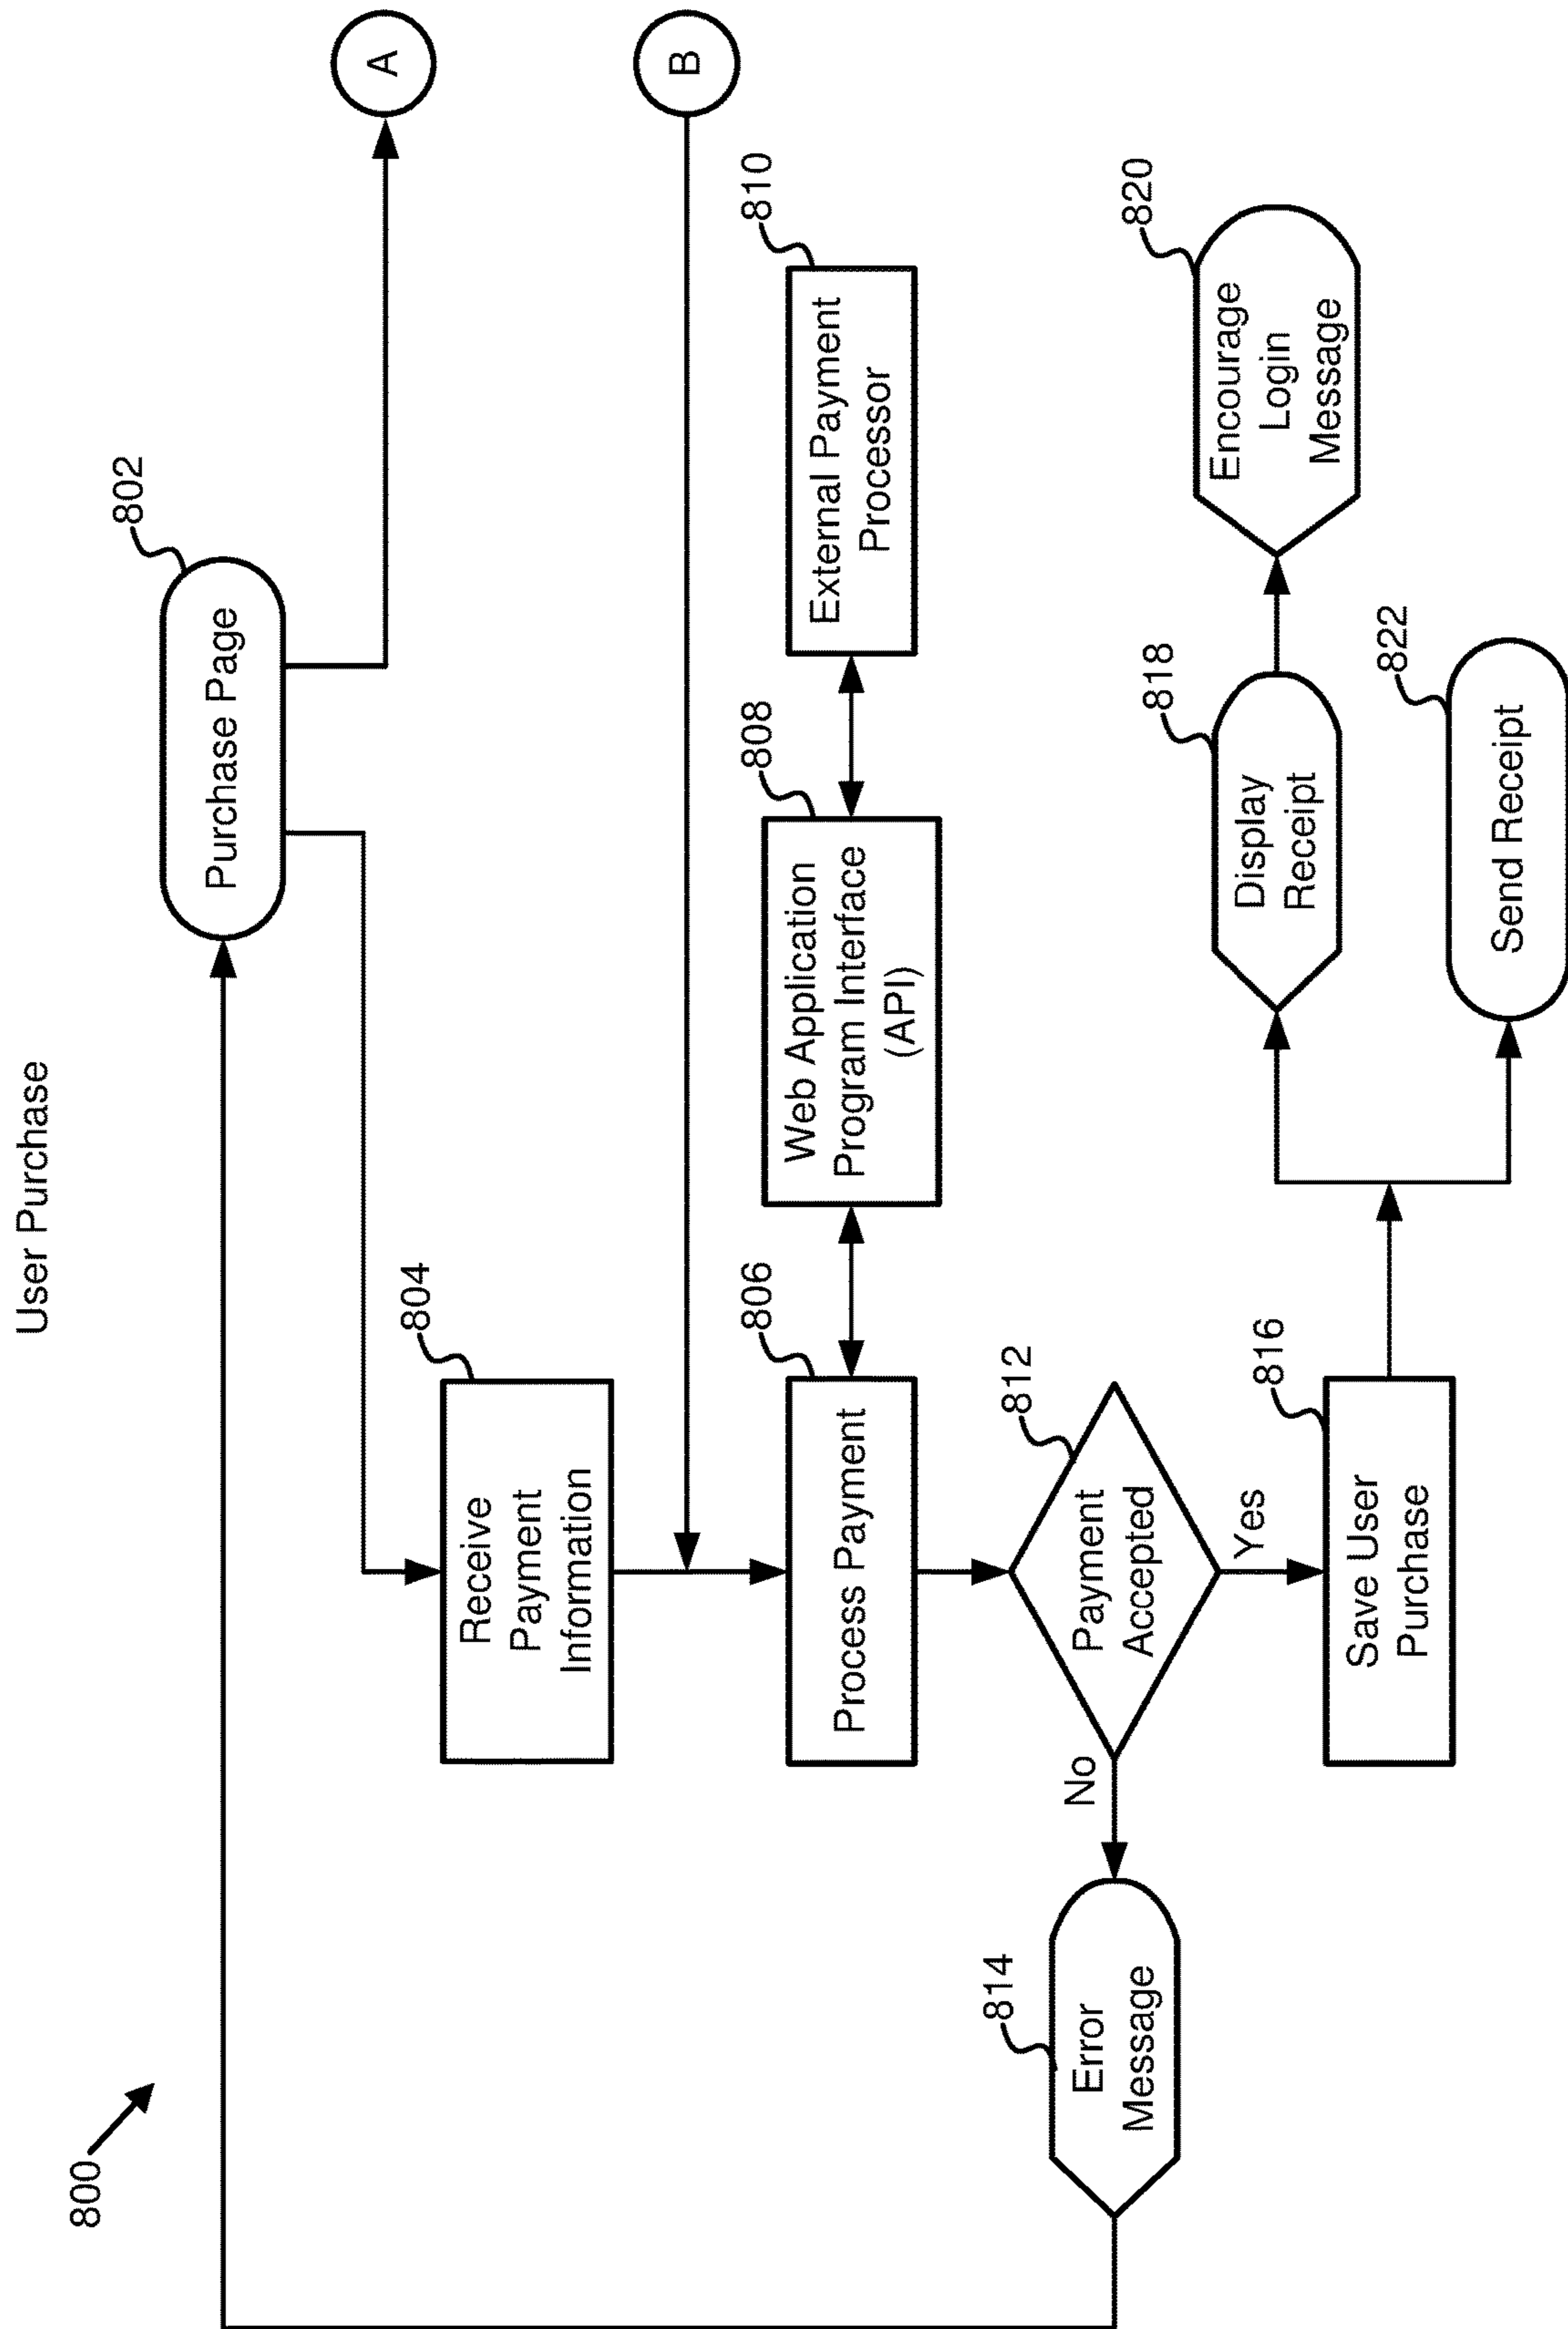 User Purchase
800
802
Purchase Page
A
804
Receive
Payment
Information
B
806
Process Payment
808
Web Application
Program Interface
(API)
810
External Payment
Processor
812
Payment
Accepted
No
Yes
814
Error
Message
816
Save User
Purchase
818
Display
Receipt
820
Encourage
Login
Message
822
Send Receipt